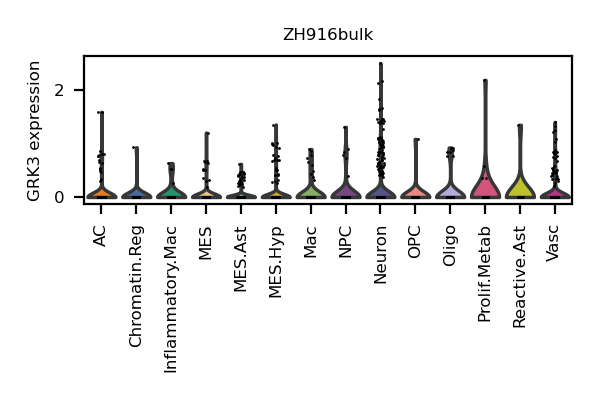 ZH916bulk
GRK3 expression
2
0
AC
Chromatin.Reg
Inflammatory.Mac
MES
MES.Ast
MES.Hyp
Mac
NPC
Neuron
OPC
Oligo
Prolif.Metab
Reactive.Ast
Vasc